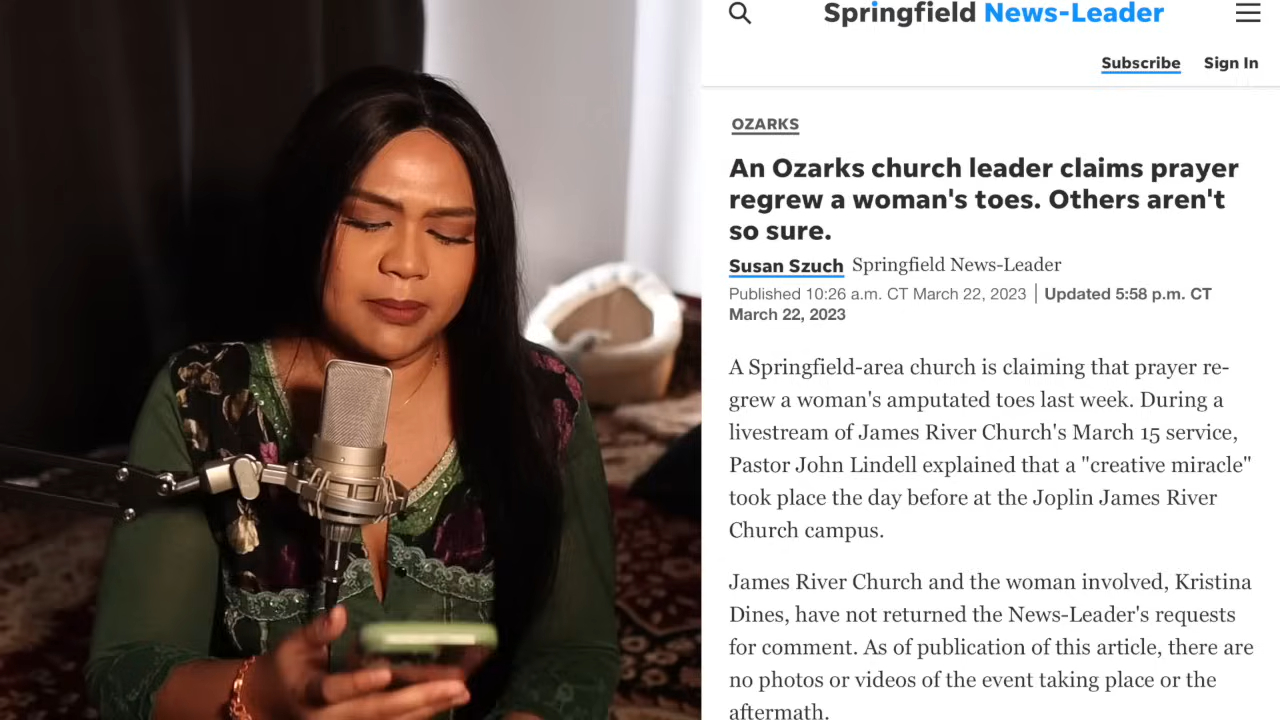 Springfield News-Leader
Subscribe Sign In
OZARKS
An Ozarks church leader claims prayer
regrew a woman's toes. Others aren't
so sure.
Susan Szuch Springfield News-Leader
Published 10:26 a.m. CT March 22, 2023 | Updated 5:58 p.m. CT
March 22, 2023
A Springfield-area church is claiming that prayer re-
grew a woman's amputated toes last week. During a
livestream of James River Church's March 15 service,
Pastor John Lindell explained that a "creative miracle"
took place the day before at the Joplin James River
Church campus.
James River Church and the woman involved, Kristina
Dines, have not returned the News-Leader's requests
for comment. As of publication of this article, there are
no photos or videos of the event taking place or the
aftermath.